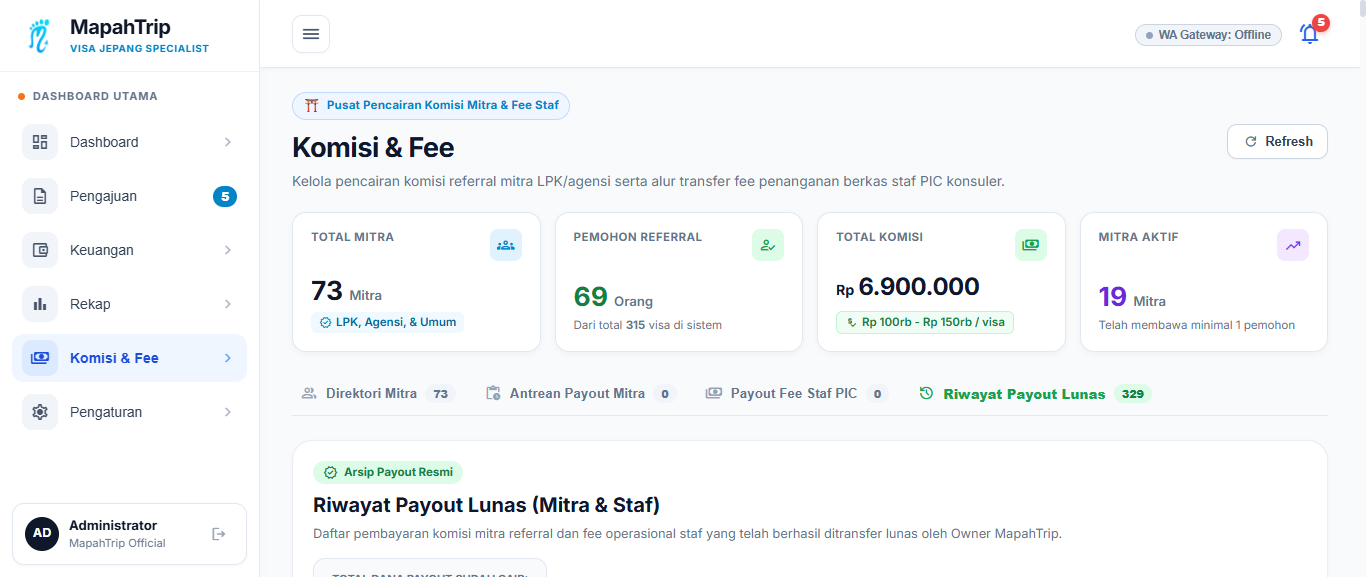 MapahTrip
VISA JEPANG SPECIALIST
WA Gateway: Offline
5
DASHBOARD UTAMA
Dashboard
Pengajuan
5
Keuangan
Rekap
Komisi & Fee
Pengaturan
AD
Administrator
MapahTrip Official
Pusat Pencairan Komisi Mitra & Fee Staf
Komisi & Fee
Refresh
Kelola pencairan komisi referral mitra LPK/agensi serta alur transfer fee penanganan berkas staf PIC konsuler.
TOTAL MITRA
73 Mitra
LPK, Agensi, & Umum
PEMOHON REFERRAL
69 Orang
Dari total 315 visa di sistem
TOTAL KOMISI
Rp 6.900.000
Rp 100rb - Rp 150rb / visa
MITRA AKTIF
19 Mitra
Telah membawa minimal 1 pemohon
Direktori Mitra 73
Antrean Payout Mitra 0
Payout Fee Staf PIC 0
Riwayat Payout Lunas 329
Arsip Payout Resmi
Riwayat Payout Lunas (Mitra & Staf)
Daftar pembayaran komisi mitra referral dan fee operasional staf yang telah berhasil ditransfer lunas oleh Owner MapahTrip.
TOTAL DANA PAYOUT SUDAH CAIR: